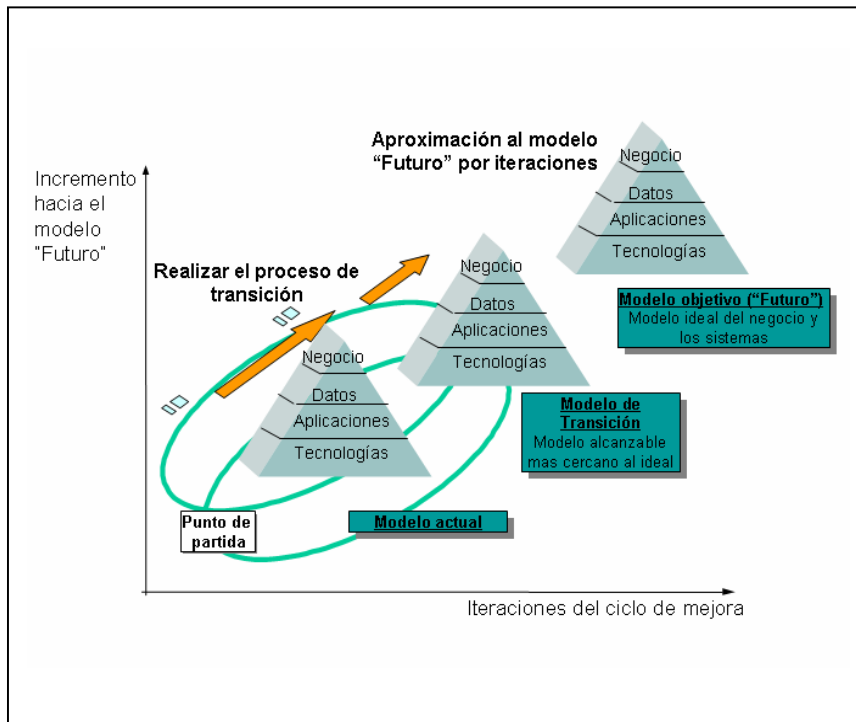 Aproximación al modelo
“Futuro” por iteraciones
Incremento
hacia el
modelo
"Futuro"
Realizar el proceso de
transición
Negocio
Datos
Aplicaciones
Tecnologías
Modelo objetivo (“Futuro”)
Modelo ideal del negocio y
los sistemas
Negocio
Datos
Aplicaciones
Tecnologías
Modelo de
Transición
Modelo alcanzable
mas cercano al ideal
Negocio
Datos
Aplicaciones
Tecnologías
Punto de
partida
Modelo actual
Iteraciones del ciclo de mejora